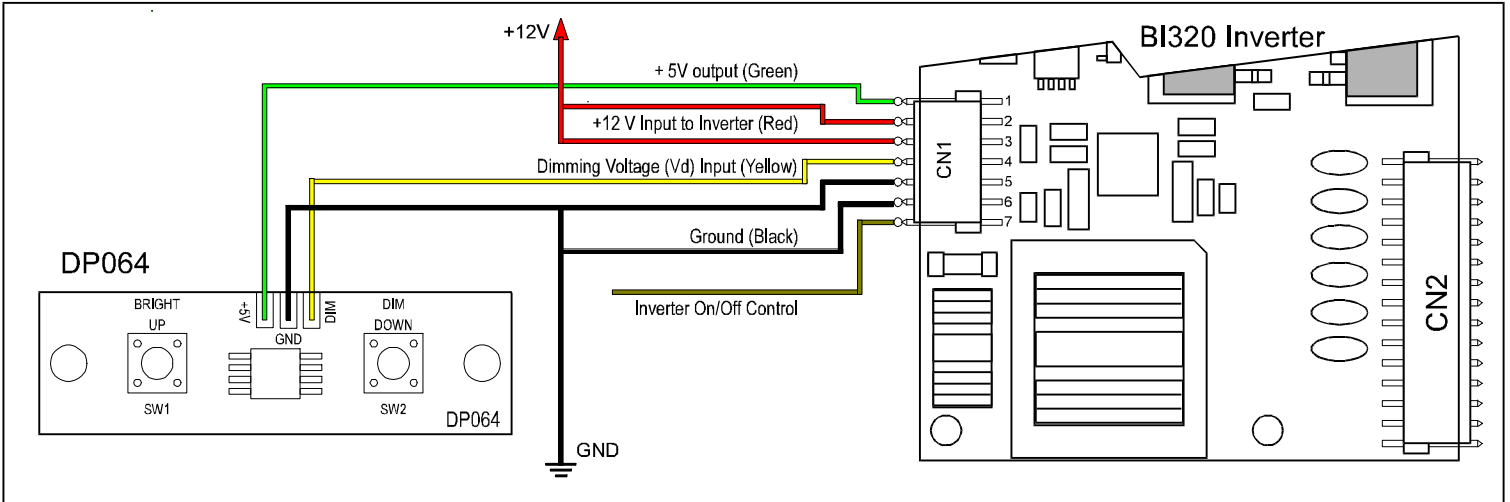 +12V
BI320 Inverter
+ 5V output (Green)
1
2
+12 V Input to Inverter (Red)
3
CN1
Dimming Voltage (Vd) Input (Yellow)
4
5
6
Ground (Black)
7
DP064
Inverter On/Off Control
BRIGHT
UP
+5V
GND
DIM
DIM
DOWN
SW1
SW2
DP064
GND
CN2